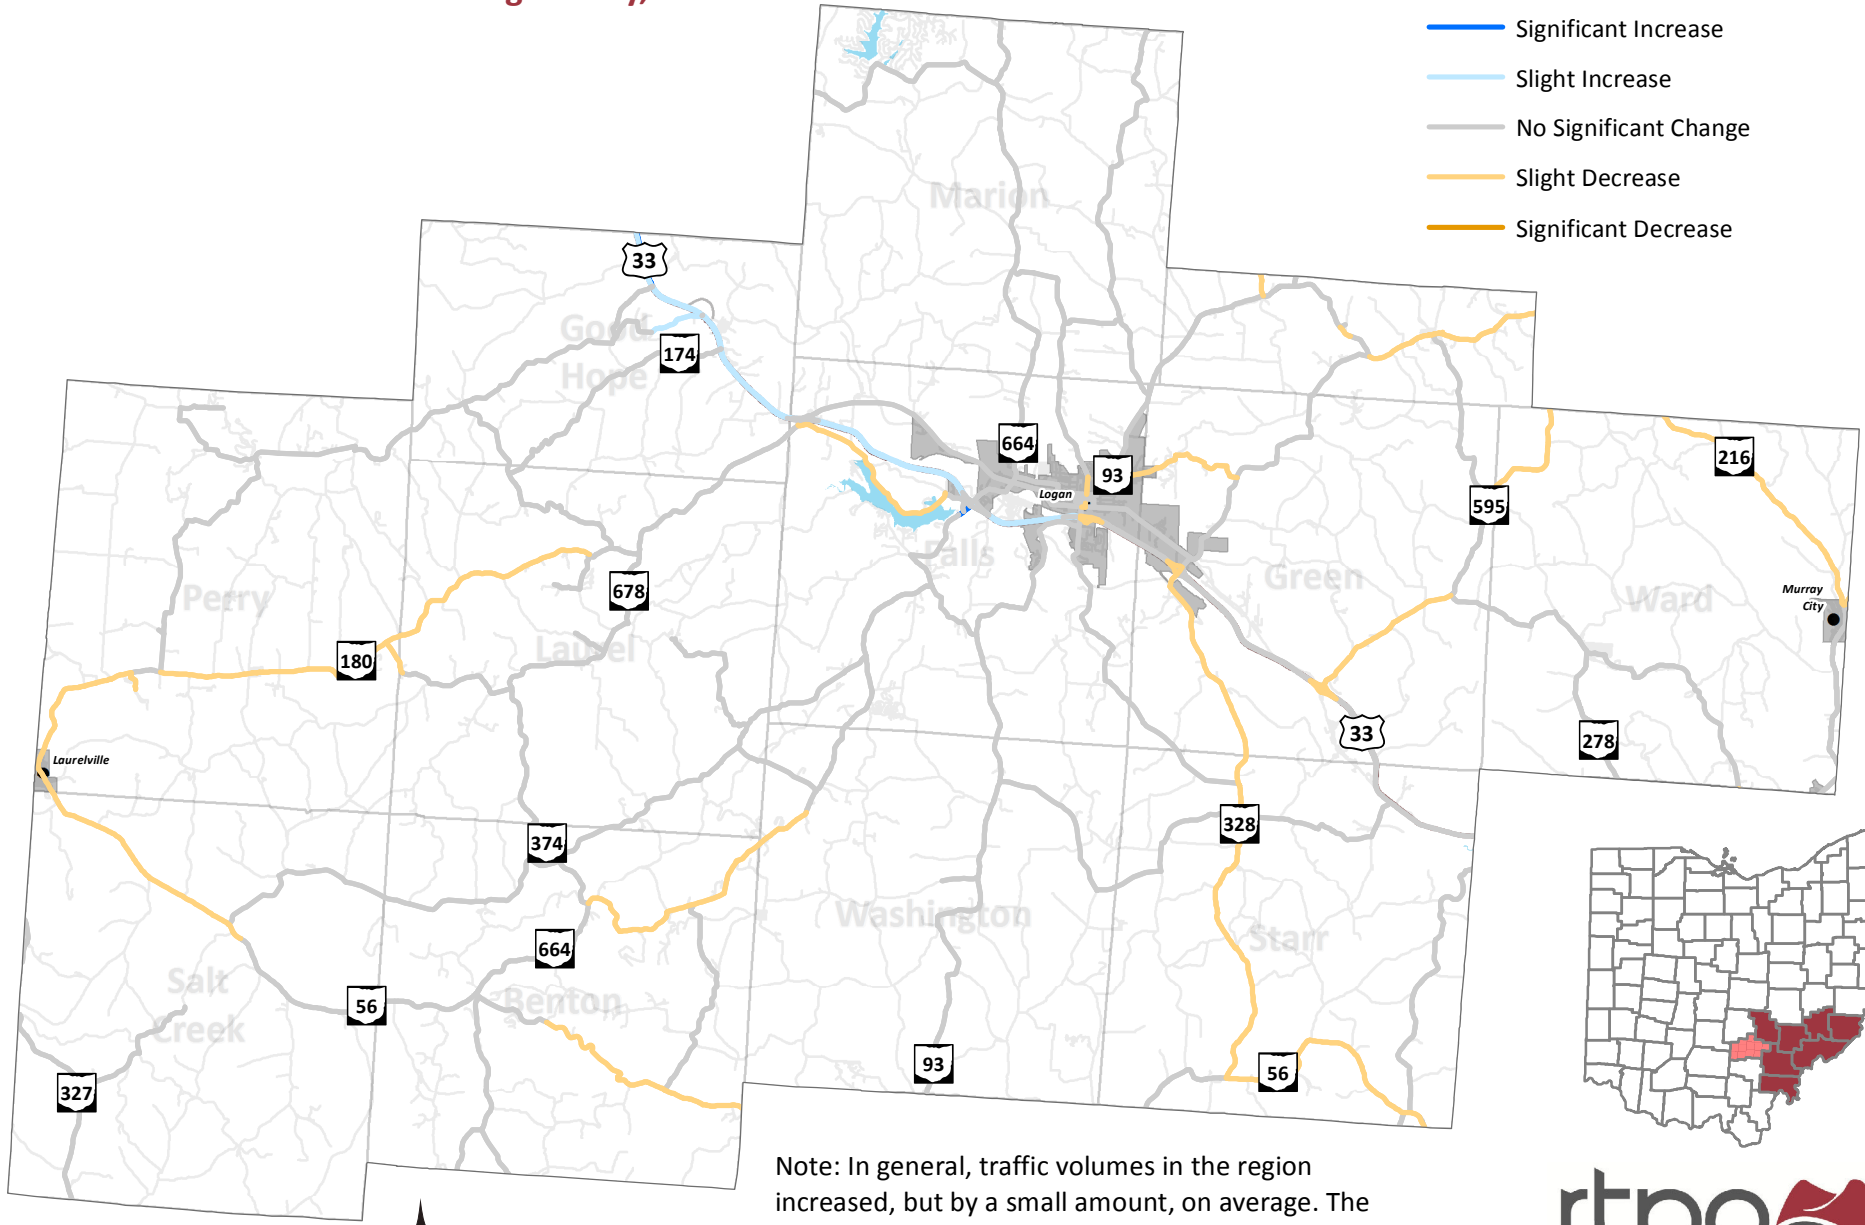 Significant Increase
Slight Increase
No Significant Change
Slight Decrease
Significant Decrease
Marion
33
Good
Hope
174
664
93
Logan
216
595
Falls
Green
Ward
Murray
City
Perry
678
Laurel
180
33
278
Laurelville
374
328
Washington
Starr
664
Salt
Creek
Benton
56
93
56
327
Note: In general, traffic volumes in the region
increased, but by a small amount, on average. The
rtpo